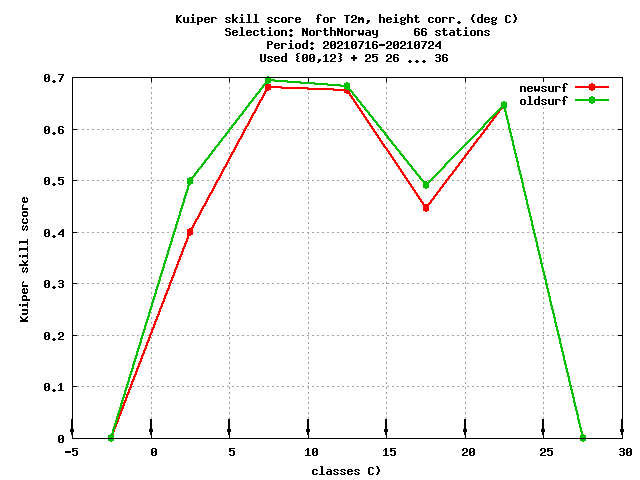 Kuiper skill score  for T2m, height corr. (deg C)
Selection: NorthNorway     66 stations
Period: 20210716-20210724
Used {00,12} + 25 26 ... 36
newsurf
oldsurf
0.7
0.6
0.5
0.4
0.3
0.2
0.1
0
Kuiper skill score
-5 0 5 10 15 20 25 30
classes C)